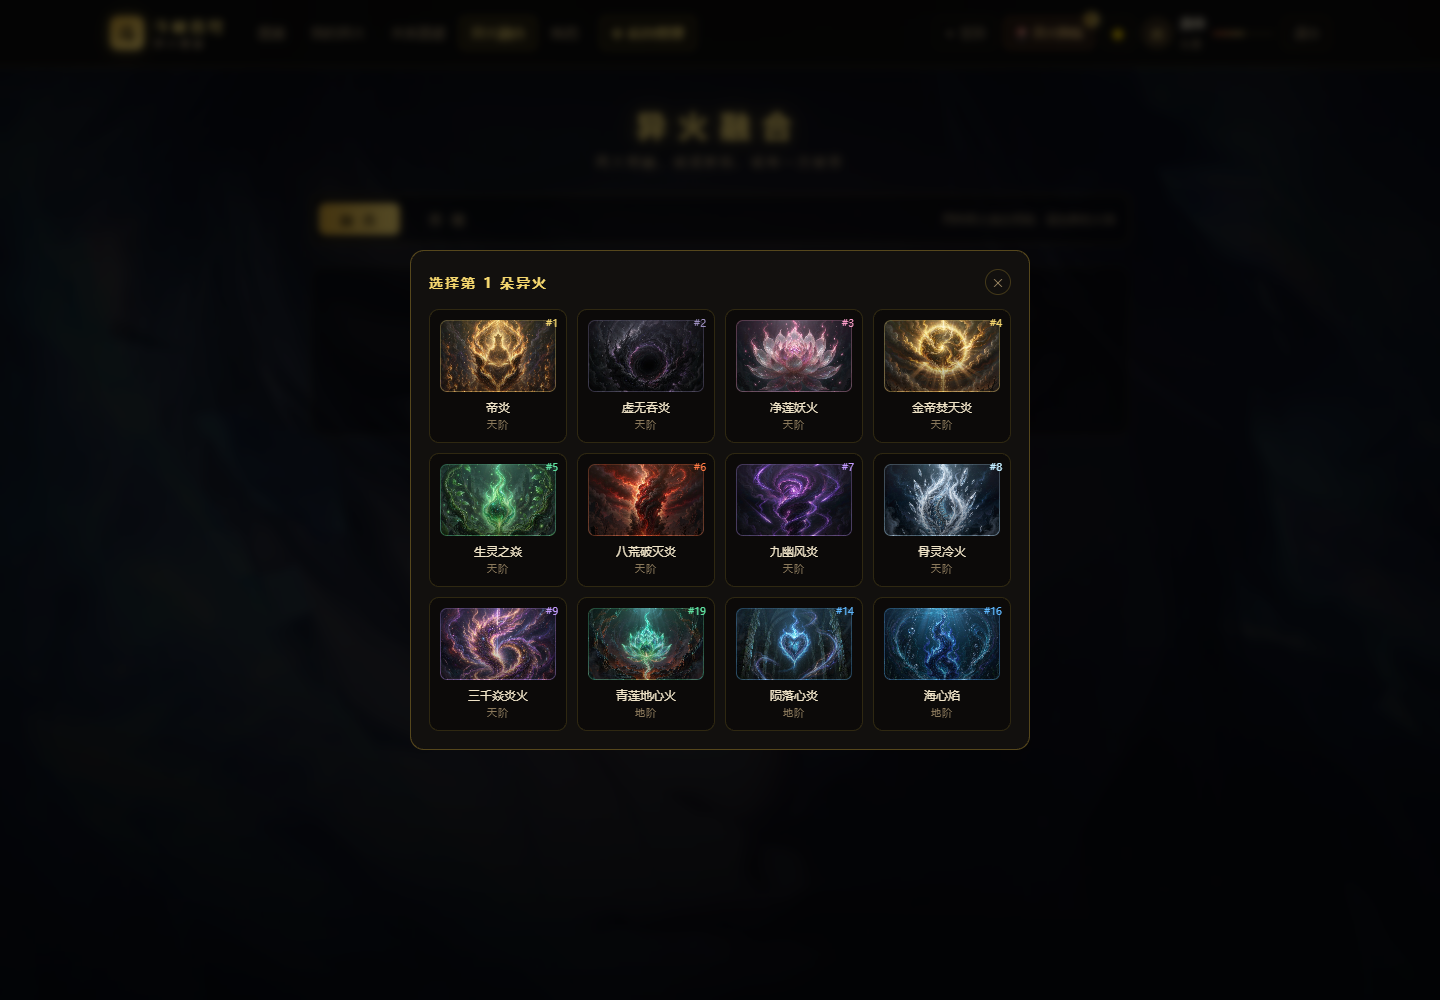 异火融合
选择第 1 朵异火
#1
帝炎
天阶
#2
虚无吞炎
天阶
#3
净莲妖火
天阶
#4
金帝焚天炎
天阶
#5
生灵之焱
天阶
#6
八荒破灭炎
天阶
#7
九幽风炎
天阶
#8
骨灵冷火
天阶
#9
三千焱炎火
天阶
#19
青莲地心火
地阶
#14
陨落心炎
地阶
#16
海心焰
地阶